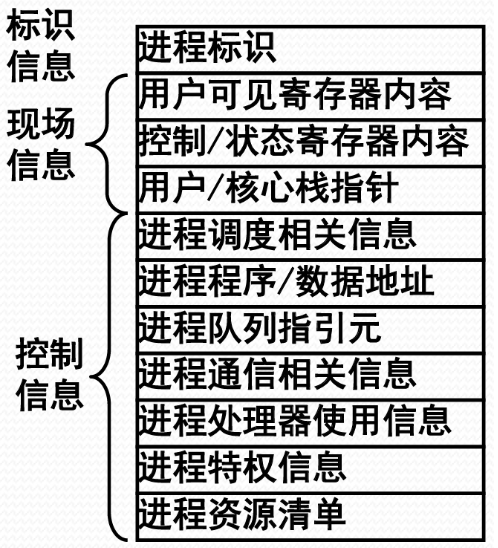 标识
信息
进程标识
现场
信息
用户可见寄存器内容
控制/状态寄存器内容
用户/核心栈指针
控制
信息
进程调度相关信息
进程程序/数据地址
进程队列指引元
进程通信相关信息
进程处理器使用信息
进程特权信息
进程资源清单